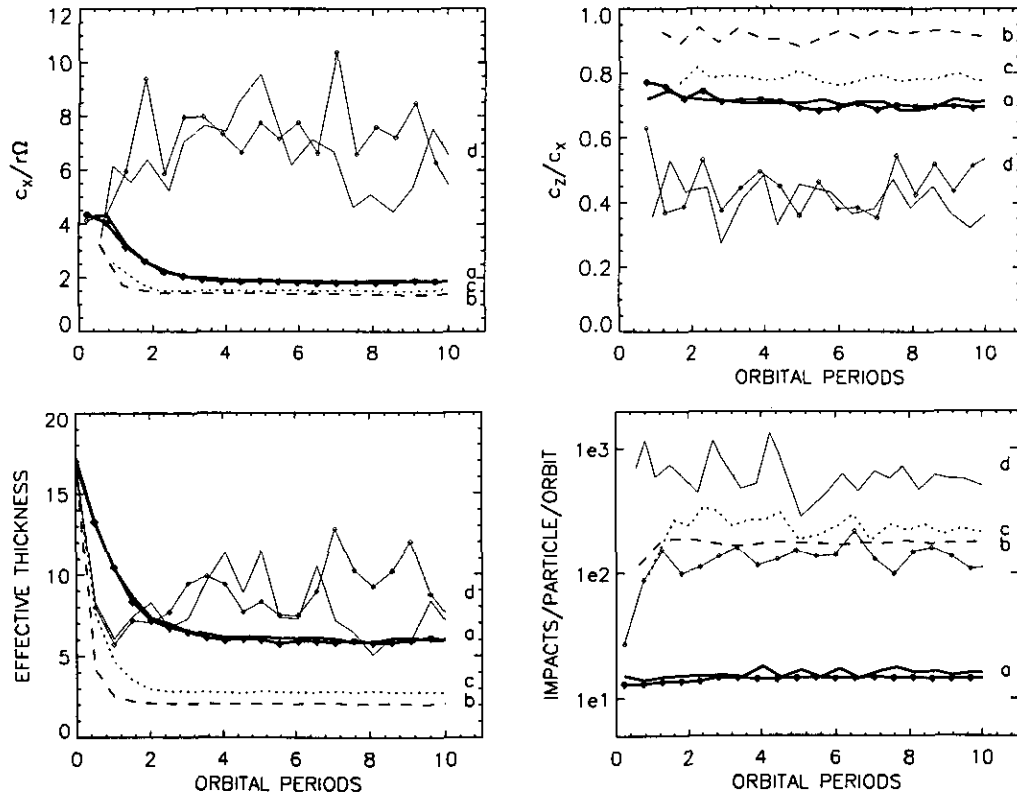 c_x/rΩ
12
10
8
6
4
2
0
d
a
c
b
0 2 4 6 8 10
c_z/c_x
1.0
0.8
0.6
0.4
0.2
0.0
b
c
a
d
0 2 4 6 8 10
ORBITAL PERIODS
EFFECTIVE THICKNESS
20
15
10
5
0
d
a
c
b
0 2 4 6 8 10
ORBITAL PERIODS
IMPACTS/PARTICLE/ORBIT
1e3
1e2
1e1
d
c
b
a
0 2 4 6 8 10
ORBITAL PERIODS